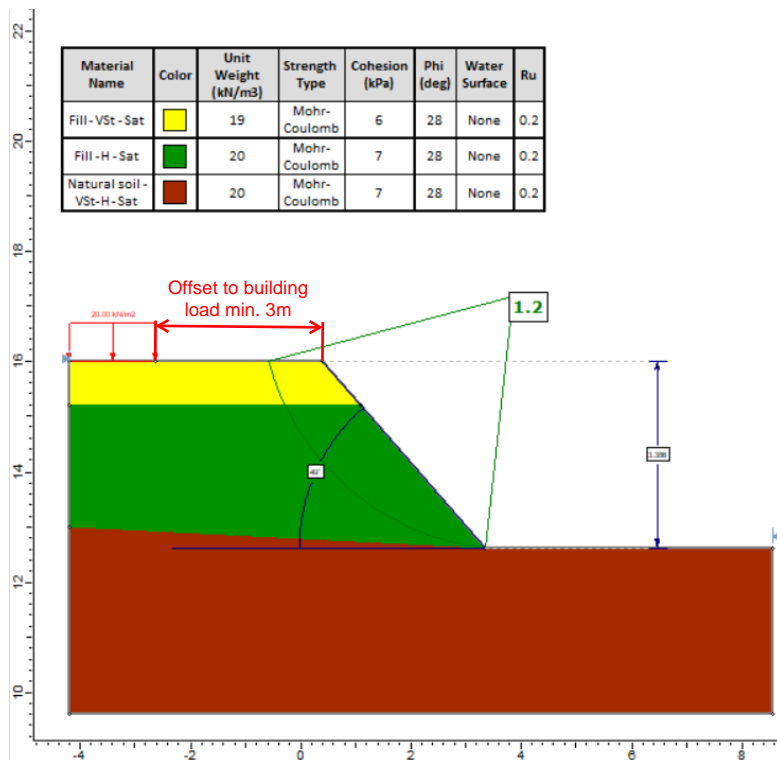 22
20
18
16
14
12
10
Material Name
Color
Unit Weight (kN/m3)
Strength Type
Cohesion (kPa)
Phi (deg)
Water Surface
Ru
Fill - VSt - Sat
19
Mohr-Coulomb
6
28
None
0.2
Fill - H - Sat
20
Mohr-Coulomb
7
28
None
0.2
Natural soil - VSt-H - Sat
20
Mohr-Coulomb
7
28
None
0.2
Offset to building
load min. 3m
20.00 kN/m2
1.2
-4
-2
0
2
4
6
8